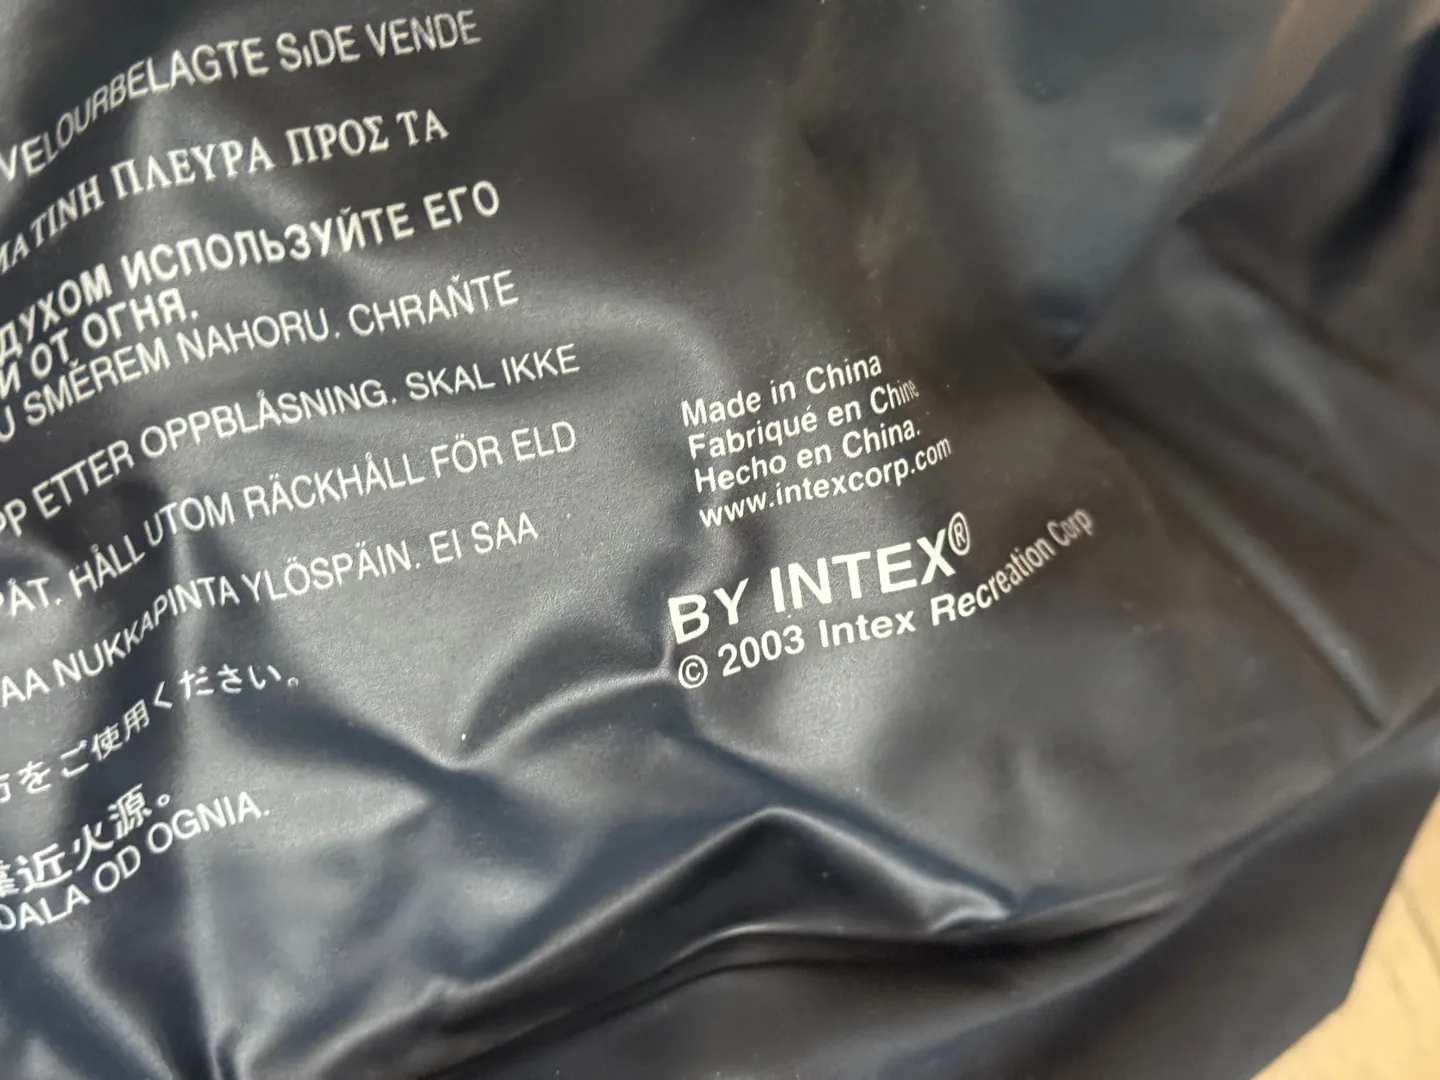 VELOURBELAGTE SIDE VENDE
ΜΑΤΙΝΗ ΠΛΕΥΡΑ ΠΡΟΣ ΤΑ
ДУХОМ ИСПОЛЬЗУЙТЕ ЕГО
И ОТ ОГНЯ.
U SMĚREM NAHORU. CHRAŇTE
PP ETTER OPPBLÅSNING. SKAL IKKE
PÅT. HÅLL UTOM RÄCKHÅLL FÖR ELD
AA NUKKAPINTA YLÖSPÄIN. EI SAA
をご使用ください。
靠近火源。
DALA OD OGNIA.
Made in China
Fabriqué en Chine
Hecho en China.
www.intexcorp.com
BY INTEX®
© 2003 Intex Recreation Corp